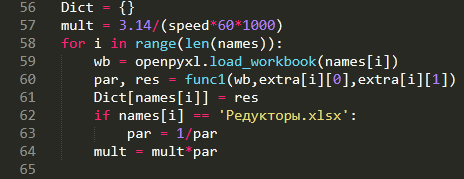 56 Dict = {}
57 mult = 3.14/(speed*60*1000)
58 for i in range(len(names)):
59     wb = openpyxl.load_workbook(names[i])
60     par, res = func1(wb,extra[i][0],extra[i][1])
61     Dict[names[i]] = res
62     if names[i] == 'Редукторы.xlsx':
63         par = 1/par
64     mult = mult*par
65